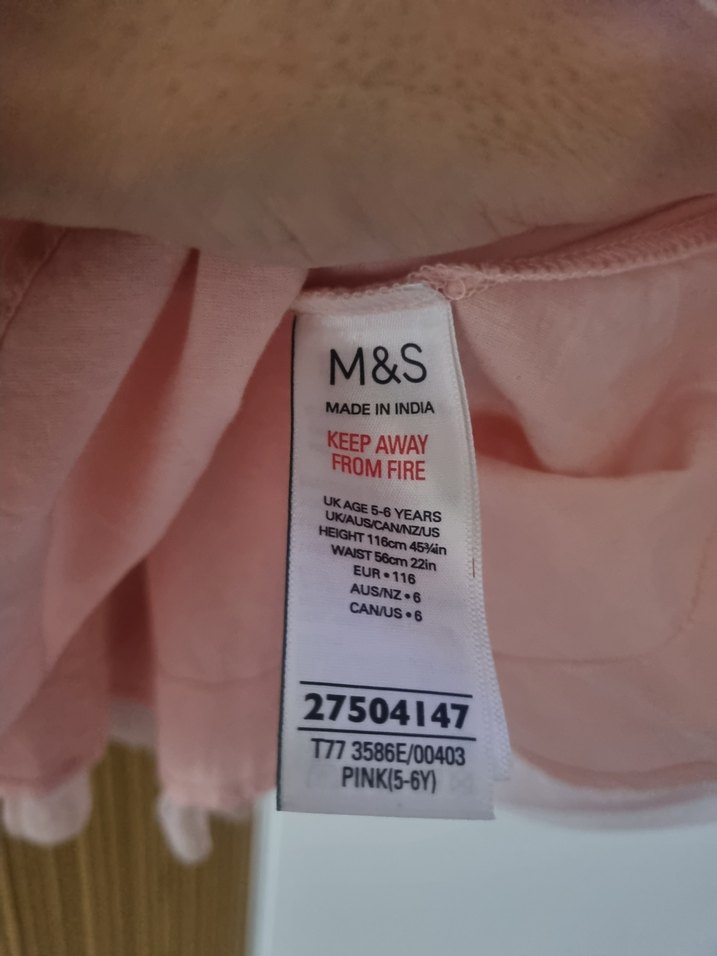 M&S
MADE IN INDIA
KEEP AWAY
FROM FIRE
UK AGE 5-6 YEARS
UK/AUS/CAN/NZ/US
HEIGHT 116cm 45¾in
WAIST 56cm 22in
EUR • 116
AUS/NZ • 6
CAN/US • 6
27504147
T77 3586E/00403
PINK(5-6Y)